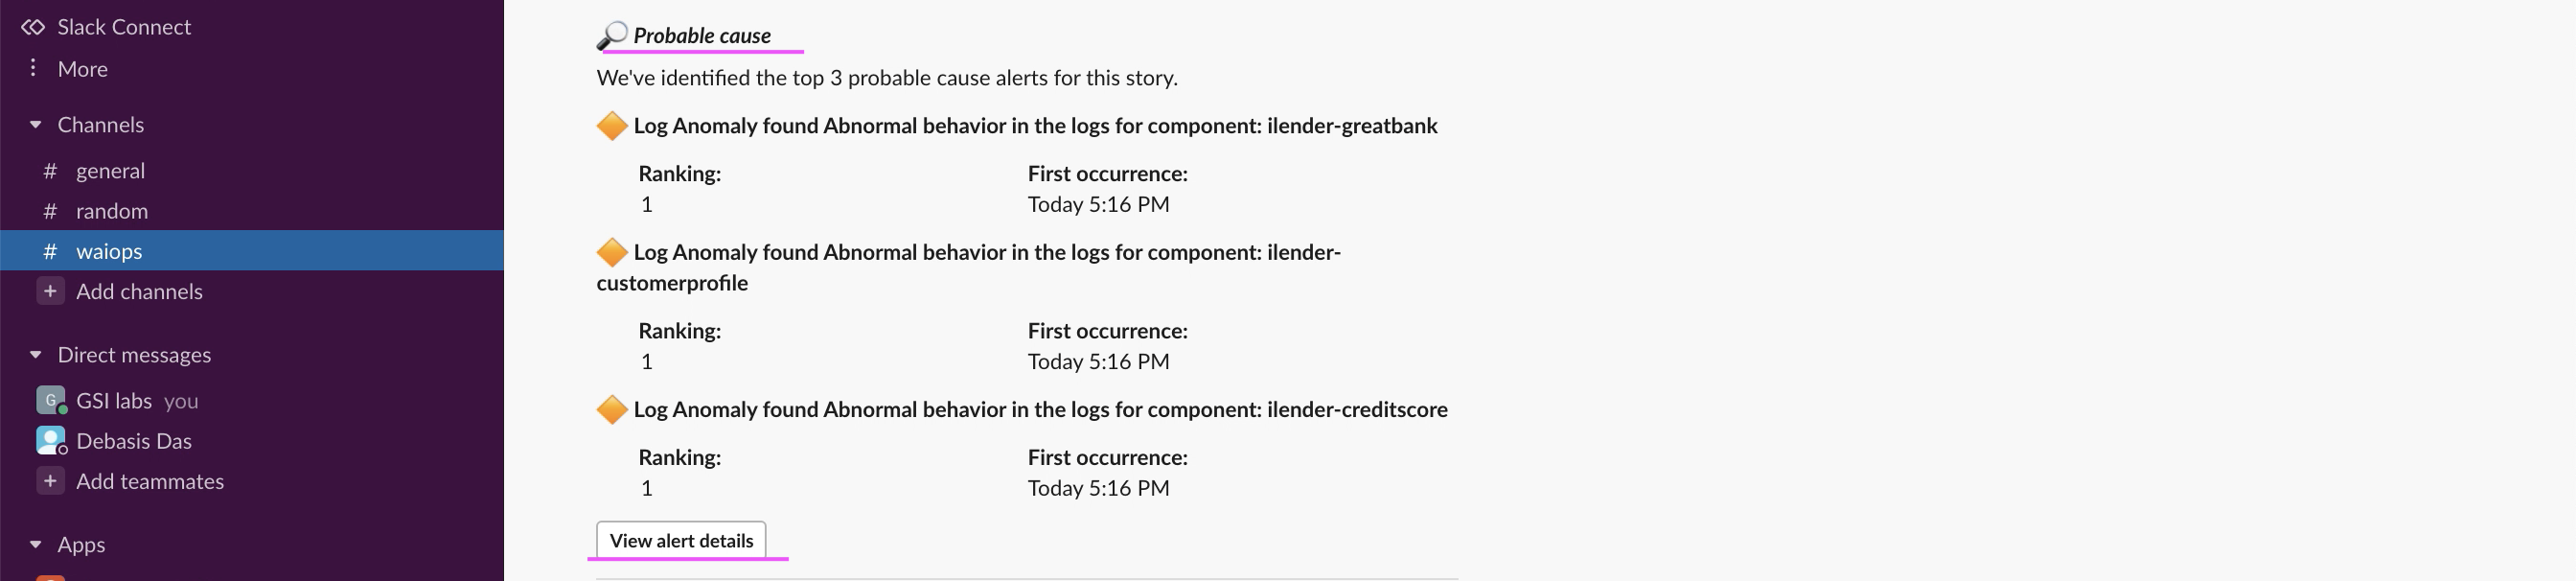 Slack Connect
More
Channels
# general
# random
# waiops
+ Add channels
Direct messages
G GSI labs you
Debasis Das
+ Add teammates
Apps
Probable cause
We've identified the top 3 probable cause alerts for this story.
Log Anomaly found Abnormal behavior in the logs for component: ilender-greatbank
Ranking: First occurrence:
1 Today 5:16 PM
Log Anomaly found Abnormal behavior in the logs for component: ilender-
customerprofile
Ranking: First occurrence:
1 Today 5:16 PM
Log Anomaly found Abnormal behavior in the logs for component: ilender-creditscore
Ranking: First occurrence:
1 Today 5:16 PM
View alert details